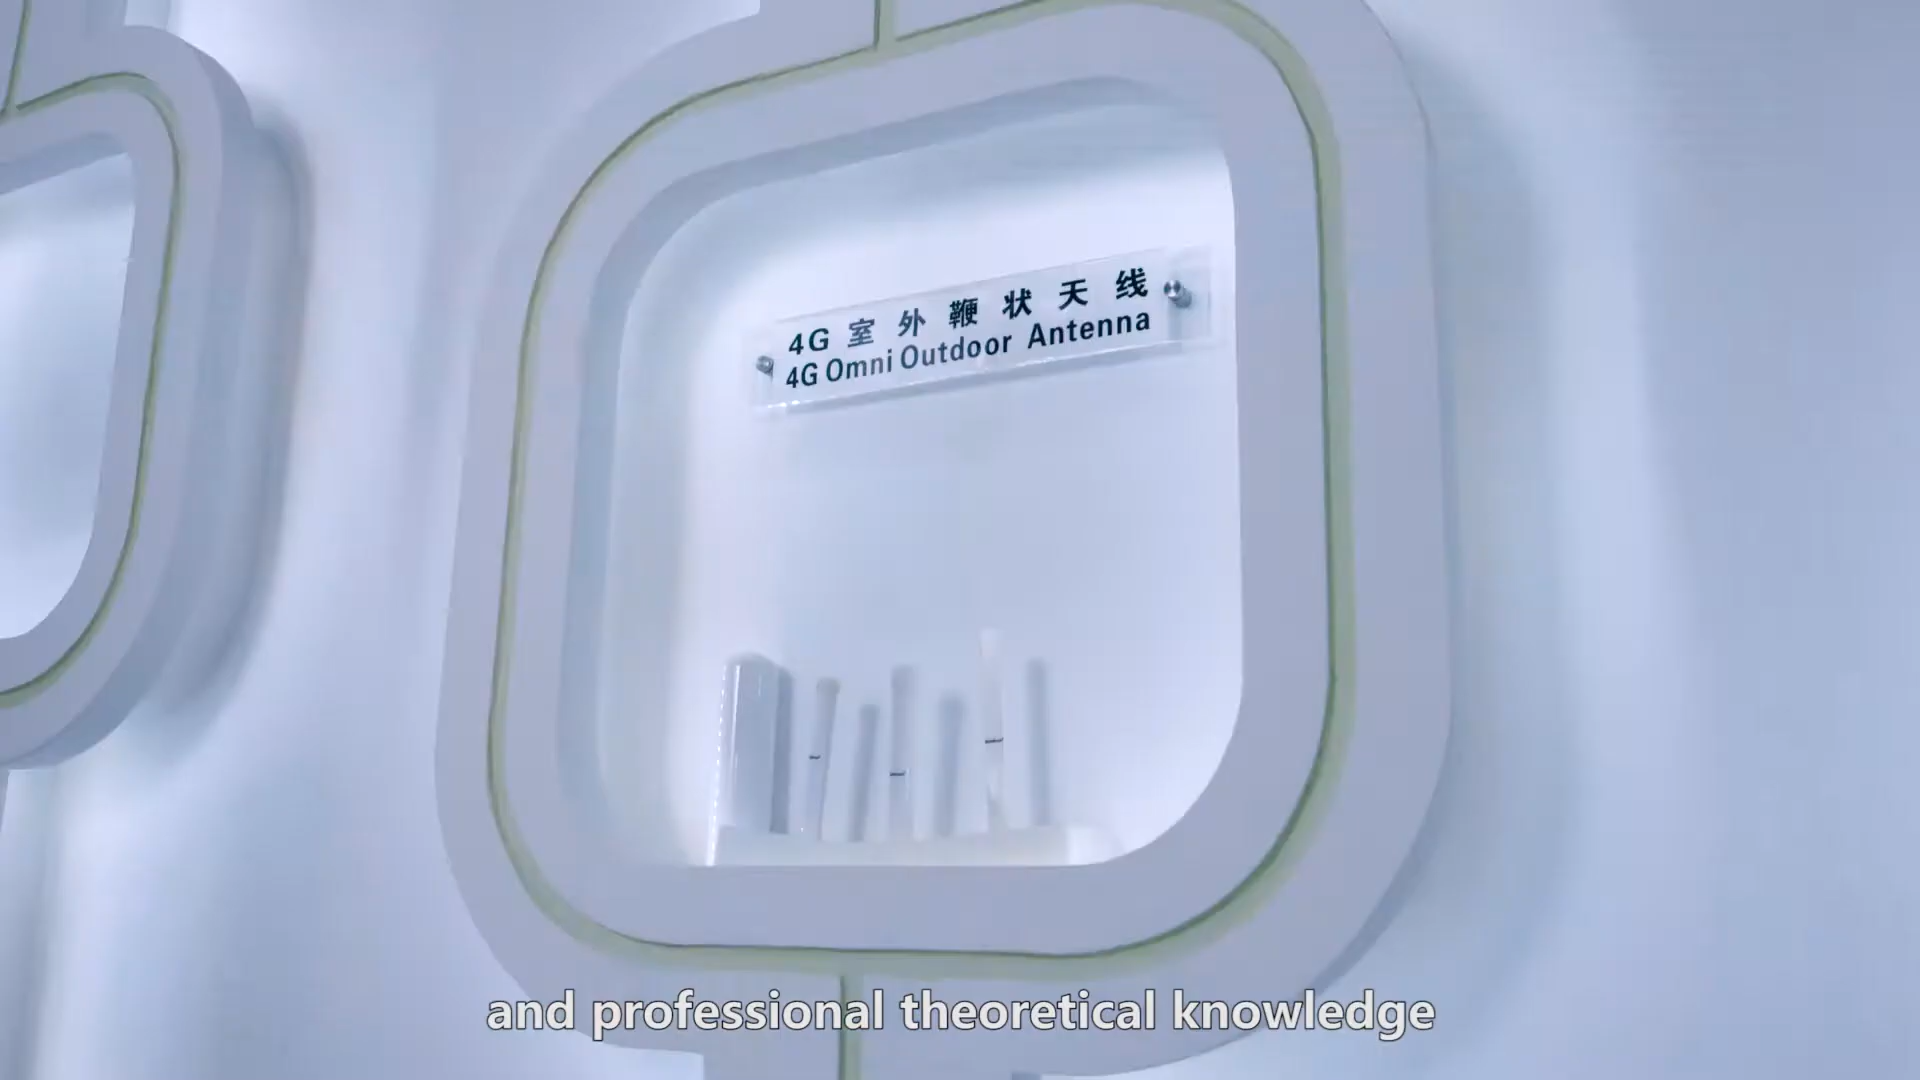 4G 室外鞭状天线
4G Omni Outdoor Antenna
and professional theoretical knowledge